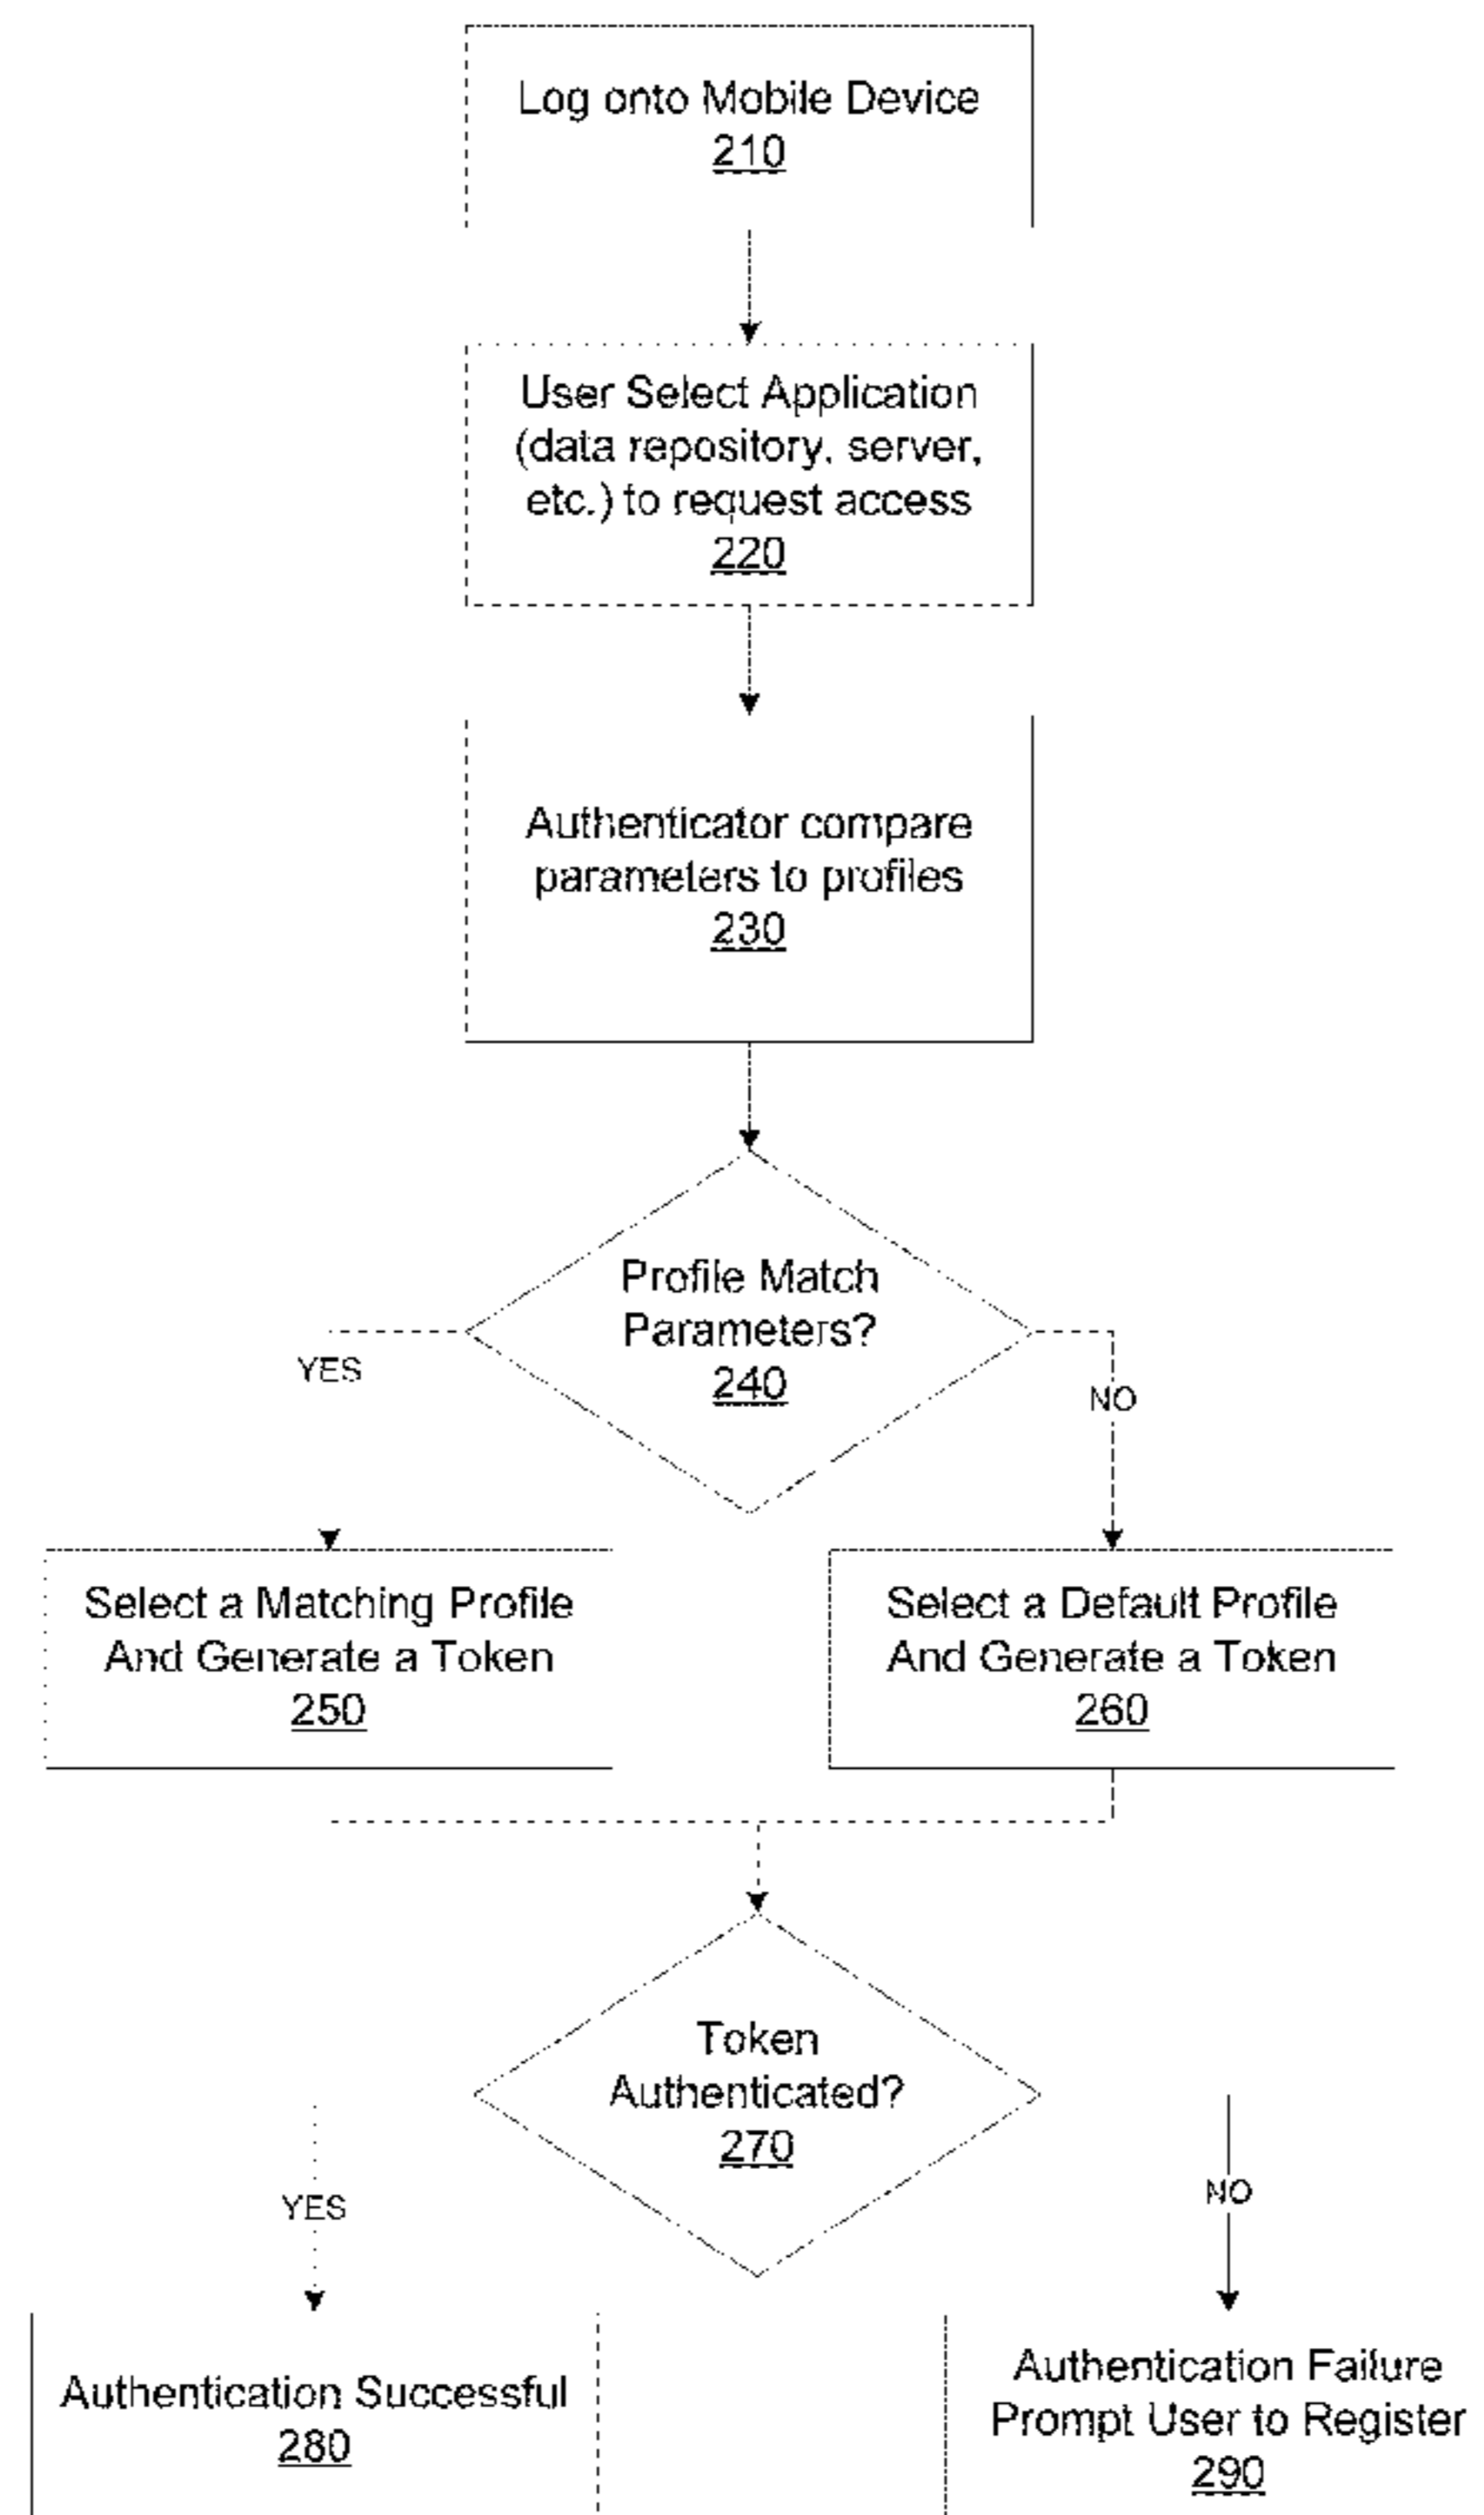 Log onto Mobile Device
210
User Select Application
(data repository, server,
etc.) to request access
220
Authenticator compare
parameters to profiles
230
Profile Match
Parameters?
240
YES
NO
Select a Matching Profile
And Generate a Token
250
Select a Default Profile
And Generate a Token
260
Token
Authenticated?
270
YES
NO
Authentication Successful
280
Authentication Failure
Prompt User to Register
290